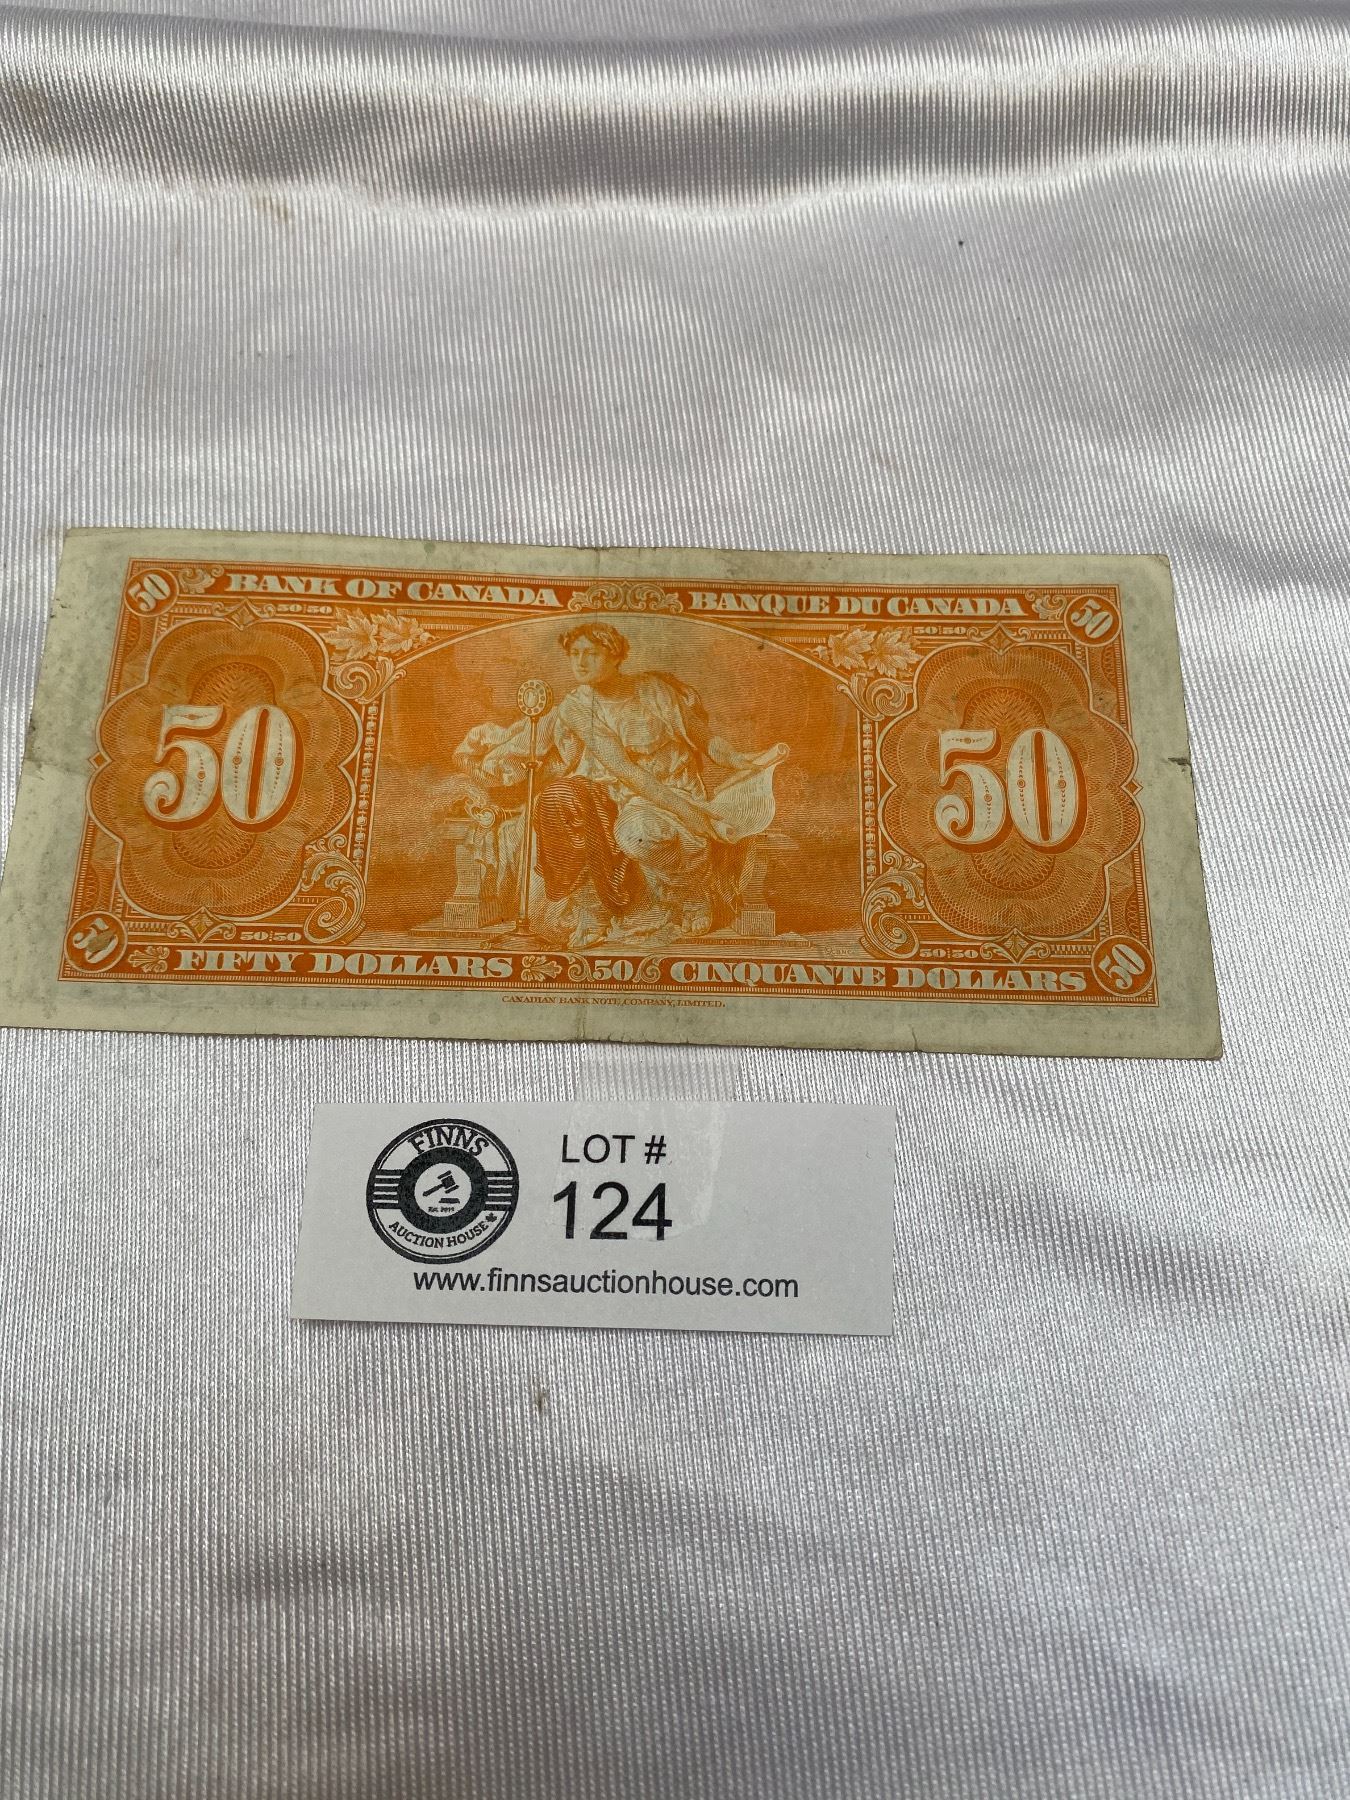 50 BANK OF CANADA BANQUE DU CANADA 50
50:50 50:50
50 50
50:50 50:50
50 FIFTY DOLLARS 50 CINQUANTE DOLLARS 50
CANADIAN BANK NOTE COMPANY, LIMITED.
FINNS
AUCTION HOUSE
LOT #
124
www.finnsauctionhouse.com